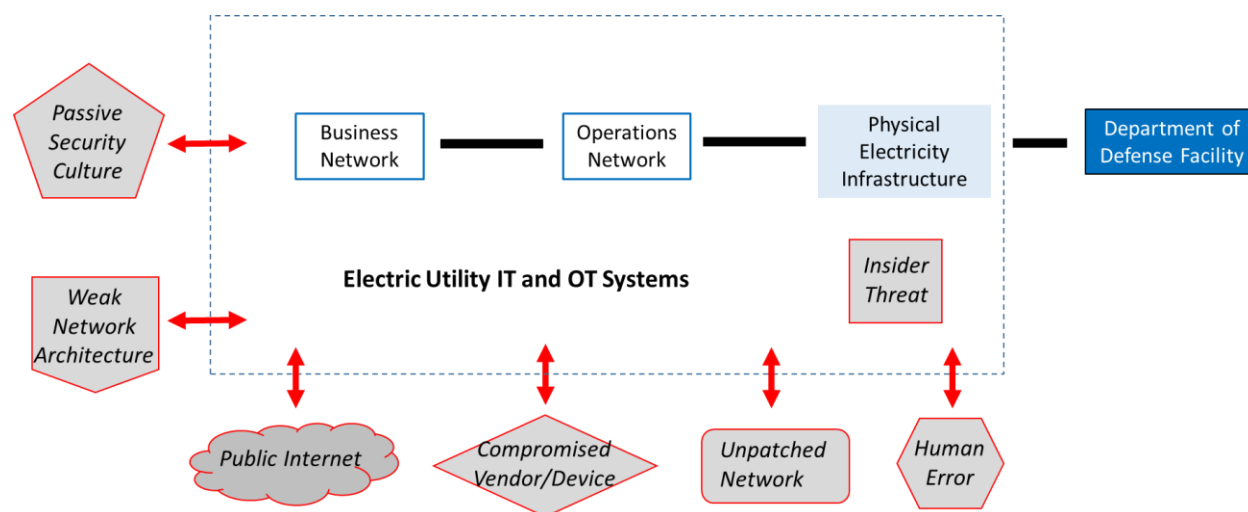 Passive
Security
Culture
Business
Network
Operations
Network
Physical
Electricity
Infrastructure
Department of
Defense Facility
Weak
Network
Architecture
Electric Utility IT and OT Systems
Insider
Threat
Public Internet
Compromised
Vendor/Device
Unpatched
Network
Human
Error